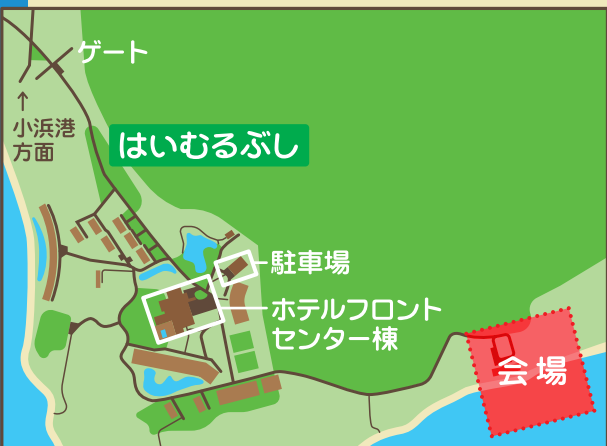 ゲート
↑
小浜港
方面
はいむるぶし
駐車場
ホテルフロント
センター棟
会場